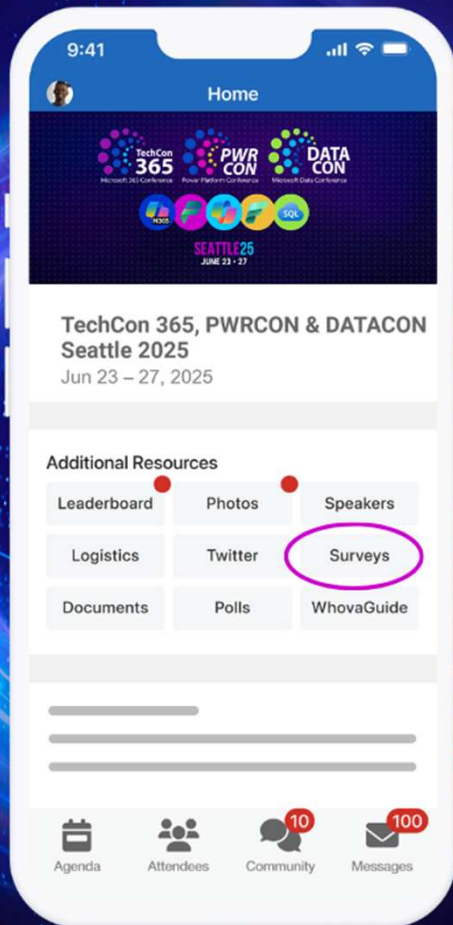 9:41
Home
TechCon
365
Microsoft 365 Conference
PWR
CON
Power Platform Conference
DATA
CON
Microsoft Data Conference
M365
SQL
SEATTLE25
JUNE 23 - 27
TechCon 365, PWRCON & DATACON
Seattle 2025
Jun 23 – 27, 2025
Additional Resources
Leaderboard Photos Speakers
Logistics Twitter Surveys
Documents Polls WhovaGuide
10 100
Agenda Attendees Community Messages